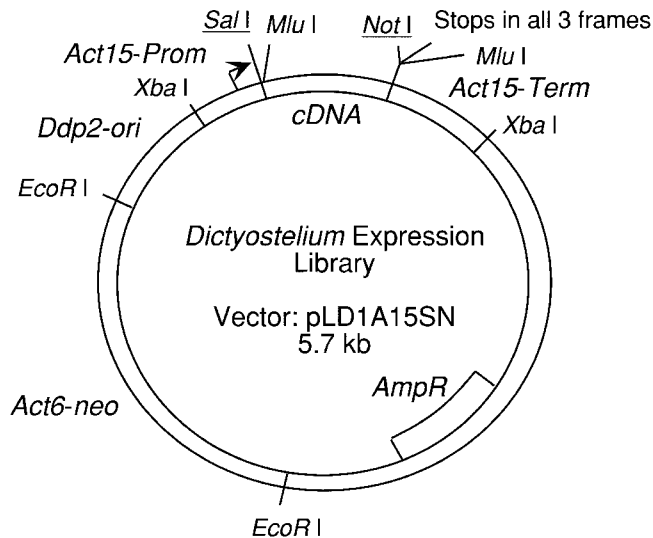 Sal I
Mlu I
Not I
Stops in all 3 frames
Mlu I
Act15-Prom
Act15-Term
Xba I
cDNA
Xba I
Ddp2-ori
EcoR I
Dictyostelium Expression
Library
Vector: pLD1A15SN
5.7 kb
AmpR
Act6-neo
EcoR I